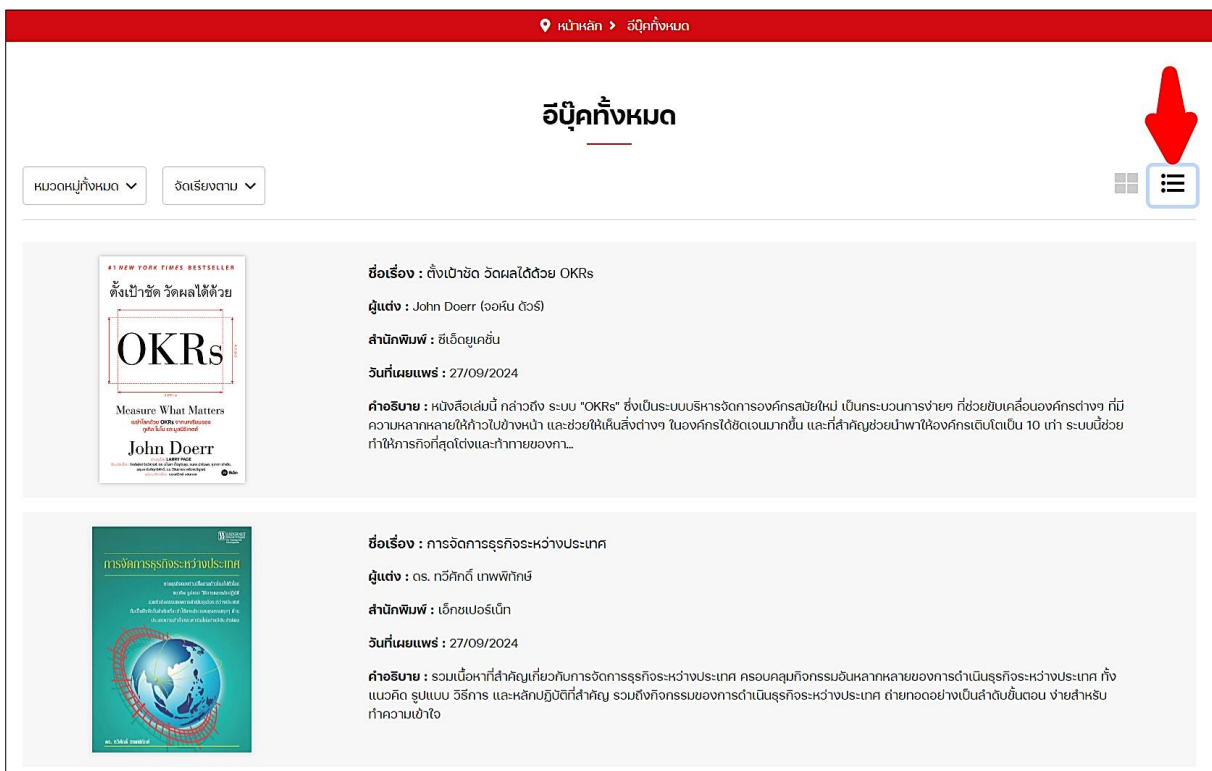 หน้าหลัก > อีบุ๊คทั้งหมด
อีบุ๊คทั้งหมด
หมวดหมู่ทั้งหมด
จัดเรียงตาม
#1 NEW YORK TIMES BESTSELLER
ตั้งเป้าชัด วัดผลได้ด้วย
OKRs
Measure What Matters
John Doerr
LARRY PAGE
ชื่อเรื่อง : ตั้งเป้าชัด วัดผลได้ด้วย OKRs
ผู้แต่ง : John Doerr (จอห์น ดัวร์)
สำนักพิมพ์ : ซีเอ็ดยูเคชั่น
วันที่เผยแพร่ : 27/09/2024
คำอธิบาย : หนังสือเล่มนี้ กล่าวถึง ระบบ "OKRs" ซึ่งเป็นระบบบริหารจัดการองค์กรสมัยใหม่ เป็นกระบวนการง่ายๆ ที่ช่วยขับเคลื่อนองค์กรต่างๆ ที่มี
ความหลากหลายให้ก้าวไปข้างหน้า และช่วยให้เห็นสิ่งต่างๆ ในองค์กรได้ชัดเจนมากขึ้น และที่สำคัญช่วยนำพาให้องค์กรเติบโตเป็น 10 เท่า ระบบนี้ช่วย
ทำให้ภารกิจที่สุดโต่งและท้าทายของกา...
การจัดการธุรกิจระหว่างประเทศ
ดร. ทวีศักดิ์ เทพพิทักษ์
ชื่อเรื่อง : การจัดการธุรกิจระหว่างประเทศ
ผู้แต่ง : ดร. ทวีศักดิ์ เทพพิทักษ์
สำนักพิมพ์ : เอ็กซเปอร์เน็ท
วันที่เผยแพร่ : 27/09/2024
คำอธิบาย : รวมเนื้อหาที่สำคัญเกี่ยวกับการจัดการธุรกิจระหว่างประเทศ ครอบคลุมกิจกรรมอันหลากหลายของการดำเนินธุรกิจระหว่างประเทศ ทั้ง
แนวคิด รูปแบบ วิธีการ และหลักปฏิบัติที่สำคัญ รวมถึงกิจกรรมของการดำเนินธุรกิจระหว่างประเทศ ถ่ายทอดอย่างเป็นลำดับขั้นตอน ง่ายสำหรับ
ทำความเข้าใจ